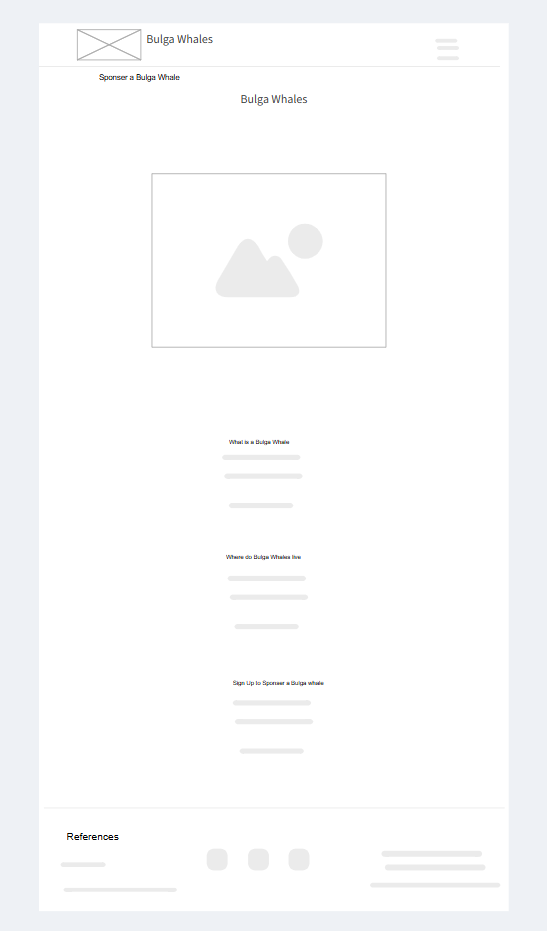 Bulga Whales
Sponser a Bulga Whale
Bulga Whales
What is a Bulga Whale
Where do Bulga Whales live
Sign Up to Sponser a Bulga whale
References